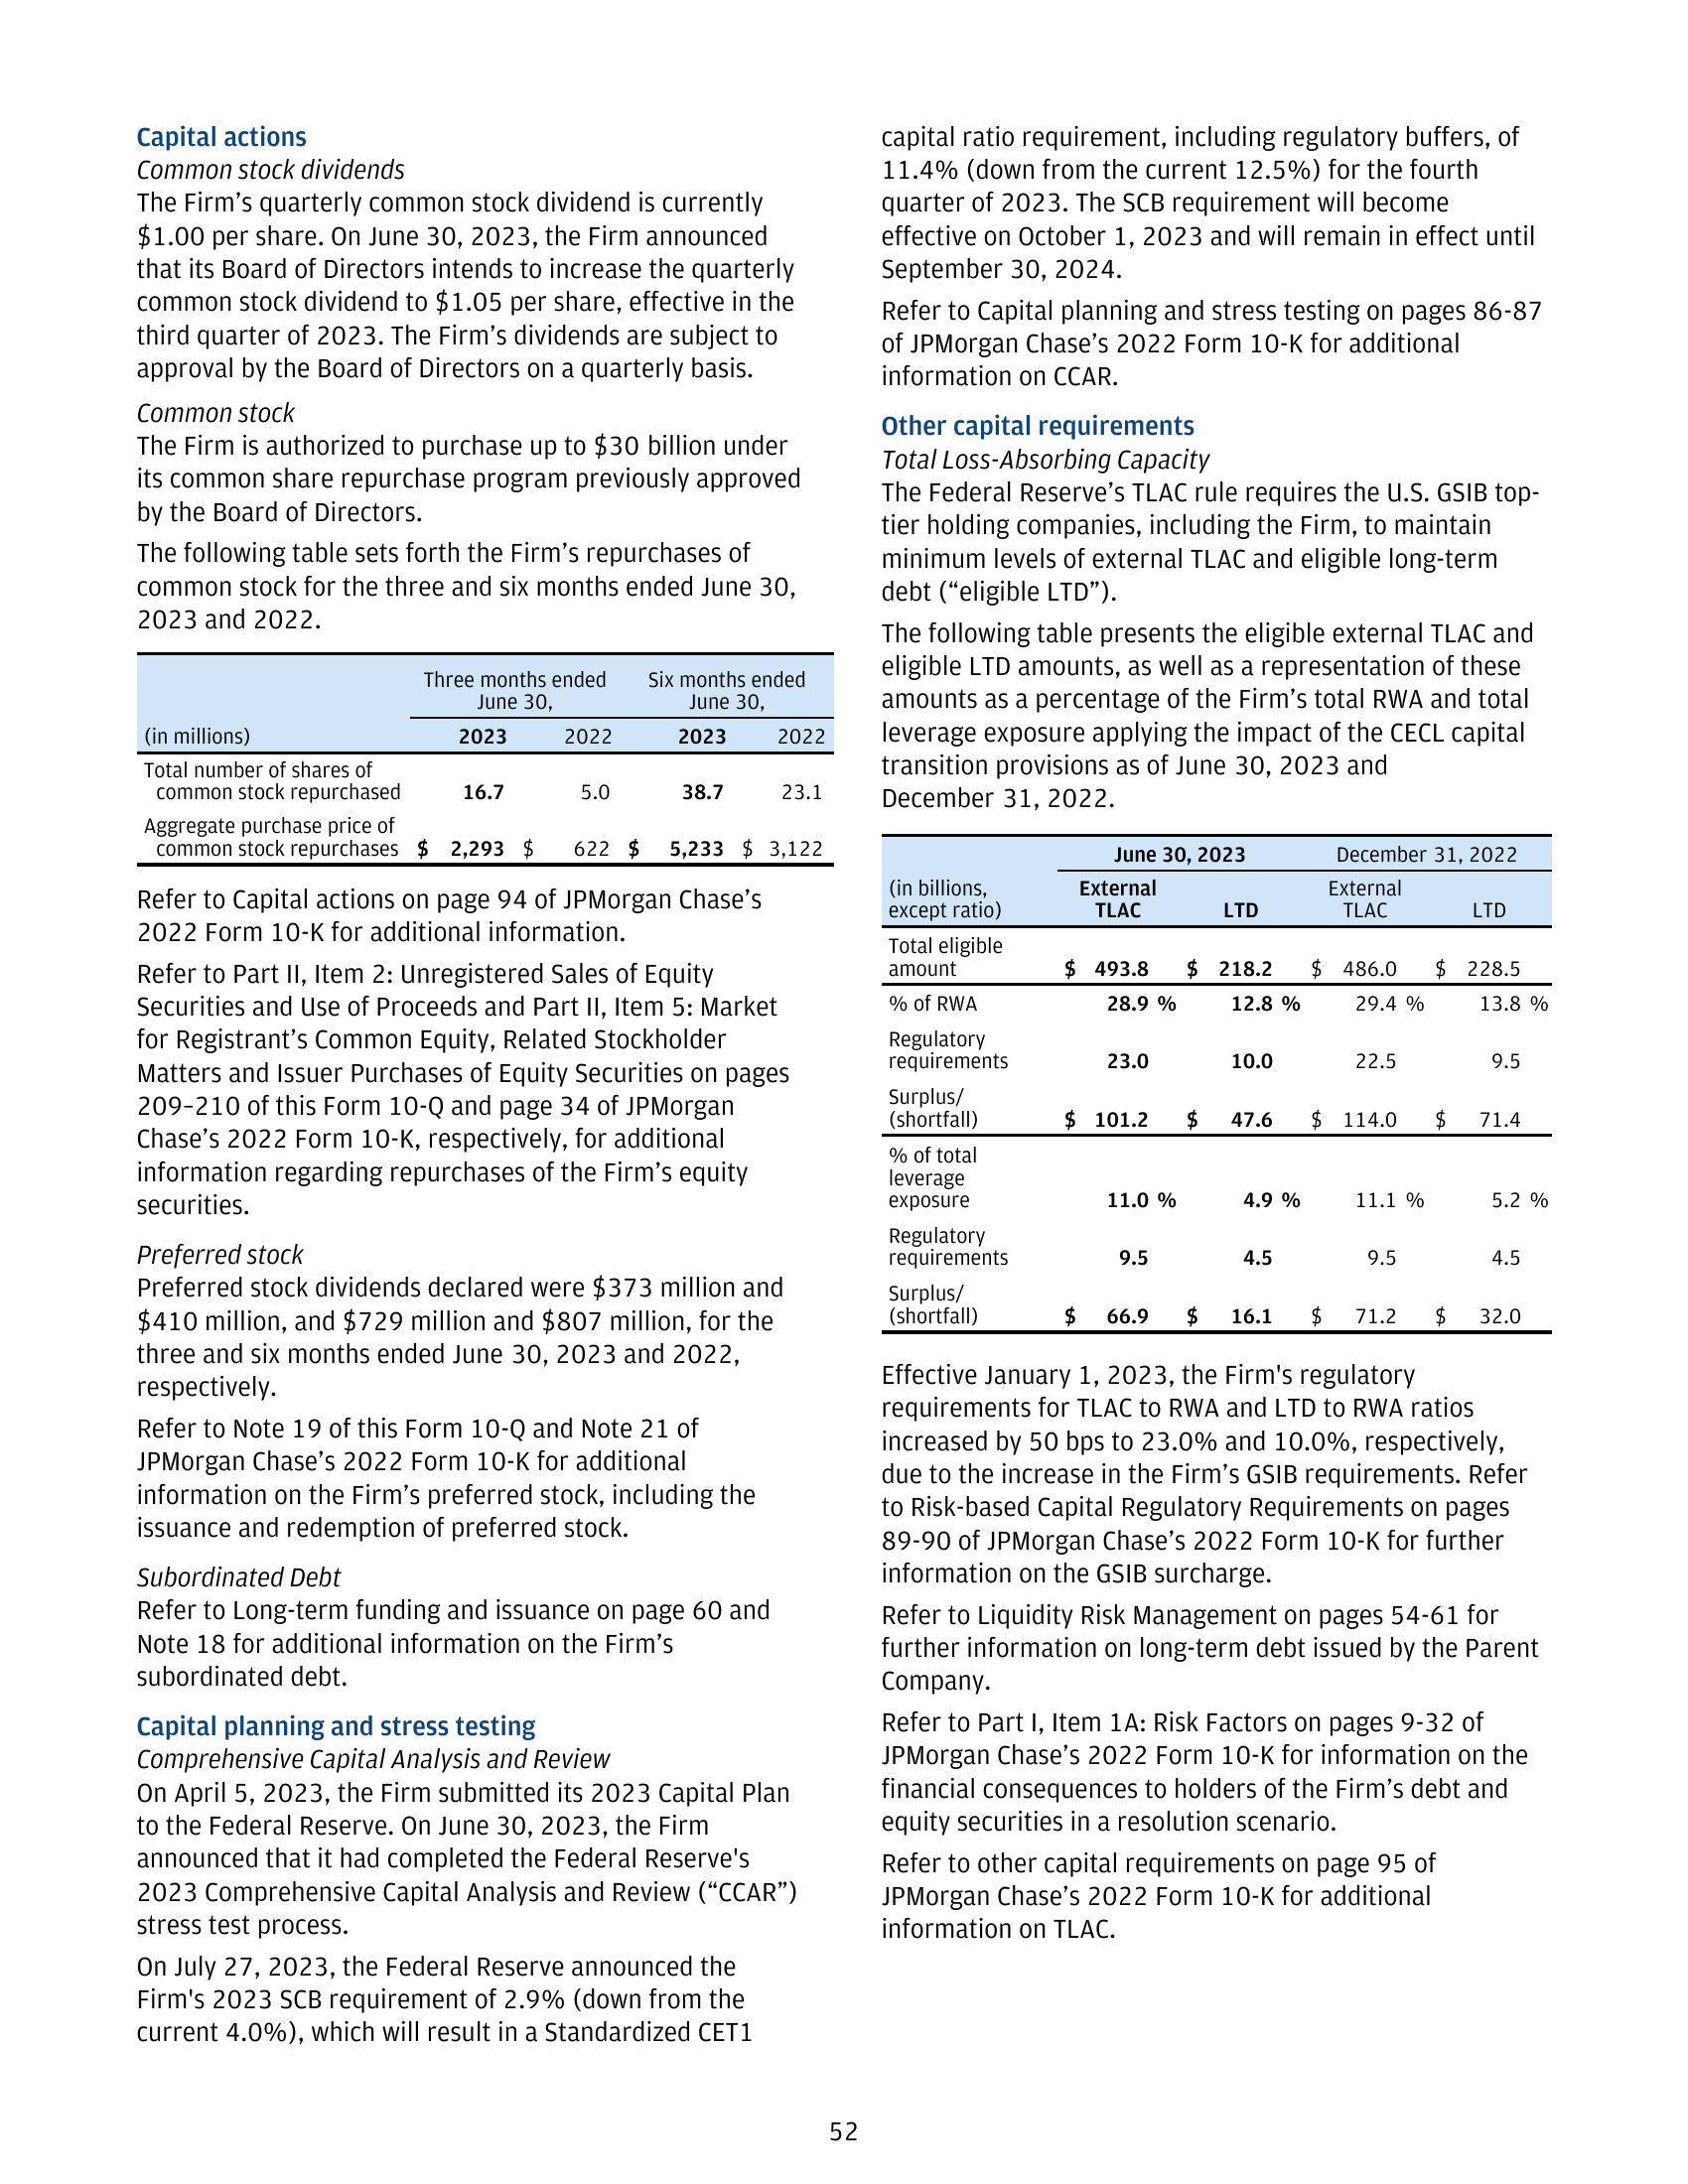 Capital actions
Common stock dividends
The Firm’s quarterly common stock dividend is currently
$1.00 per share. On June 30, 2023, the Firm announced
that its Board of Directors intends to increase the quarterly
common stock dividend to $1.05 per share, effective in the
third quarter of 2023. The Firm’s dividends are subject to
approval by the Board of Directors on a quarterly basis.
Common stock
The Firm is authorized to purchase up to $30 billion under
its common share repurchase program previously approved
by the Board of Directors.
The following table sets forth the Firm’s repurchases of
common stock for the three and six months ended June 30,
2023 and 2022.
Three months ended Six months ended
June 30, June 30,
(in millions) 2023 2022 2023 2022
Total number of shares of
common stock repurchased 16.7 5.0 38.7 23.1
Aggregate purchase price of
common stock repurchases $ 2,293 $ 622 $ 5,233 $ 3,122
Refer to Capital actions on page 94 of JPMorgan Chase’s
2022 Form 10-K for additional information.
Refer to Part II, Item 2: Unregistered Sales of Equity
Securities and Use of Proceeds and Part II, Item 5: Market
for Registrant’s Common Equity, Related Stockholder
Matters and Issuer Purchases of Equity Securities on pages
209–210 of this Form 10-Q and page 34 of JPMorgan
Chase’s 2022 Form 10-K, respectively, for additional
information regarding repurchases of the Firm’s equity
securities.
Preferred stock
Preferred stock dividends declared were $373 million and
$410 million, and $729 million and $807 million, for the
three and six months ended June 30, 2023 and 2022,
respectively.
Refer to Note 19 of this Form 10-Q and Note 21 of
JPMorgan Chase’s 2022 Form 10-K for additional
information on the Firm’s preferred stock, including the
issuance and redemption of preferred stock.
Subordinated Debt
Refer to Long-term funding and issuance on page 60 and
Note 18 for additional information on the Firm’s
subordinated debt.
Capital planning and stress testing
Comprehensive Capital Analysis and Review
On April 5, 2023, the Firm submitted its 2023 Capital Plan
to the Federal Reserve. On June 30, 2023, the Firm
announced that it had completed the Federal Reserve's
2023 Comprehensive Capital Analysis and Review (“CCAR”)
stress test process.
On July 27, 2023, the Federal Reserve announced the
Firm's 2023 SCB requirement of 2.9% (down from the
current 4.0%), which will result in a Standardized CET1
capital ratio requirement, including regulatory buffers, of
11.4% (down from the current 12.5%) for the fourth
quarter of 2023. The SCB requirement will become
effective on October 1, 2023 and will remain in effect until
September 30, 2024.
Refer to Capital planning and stress testing on pages 86-87
of JPMorgan Chase’s 2022 Form 10-K for additional
information on CCAR.
Other capital requirements
Total Loss-Absorbing Capacity
The Federal Reserve’s TLAC rule requires the U.S. GSIB top-
tier holding companies, including the Firm, to maintain
minimum levels of external TLAC and eligible long-term
debt (“eligible LTD”).
The following table presents the eligible external TLAC and
eligible LTD amounts, as well as a representation of these
amounts as a percentage of the Firm’s total RWA and total
leverage exposure applying the impact of the CECL capital
transition provisions as of June 30, 2023 and
December 31, 2022.
June 30, 2023 December 31, 2022
(in billions, External External
except ratio) TLAC LTD TLAC LTD
Total eligible
amount $ 493.8 $ 218.2 $ 486.0 $ 228.5
% of RWA 28.9 % 12.8 % 29.4 % 13.8 %
Regulatory
requirements 23.0 10.0 22.5 9.5
Surplus/
(shortfall) $ 101.2 $ 47.6 $ 114.0 $ 71.4
% of total
leverage
exposure 11.0 % 4.9 % 11.1 % 5.2 %
Regulatory
requirements 9.5 4.5 9.5 4.5
Surplus/
(shortfall) $ 66.9 $ 16.1 $ 71.2 $ 32.0
Effective January 1, 2023, the Firm's regulatory
requirements for TLAC to RWA and LTD to RWA ratios
increased by 50 bps to 23.0% and 10.0%, respectively,
due to the increase in the Firm’s GSIB requirements. Refer
to Risk-based Capital Regulatory Requirements on pages
89-90 of JPMorgan Chase’s 2022 Form 10-K for further
information on the GSIB surcharge.
Refer to Liquidity Risk Management on pages 54-61 for
further information on long-term debt issued by the Parent
Company.
Refer to Part I, Item 1A: Risk Factors on pages 9-32 of
JPMorgan Chase’s 2022 Form 10-K for information on the
financial consequences to holders of the Firm’s debt and
equity securities in a resolution scenario.
Refer to other capital requirements on page 95 of
JPMorgan Chase’s 2022 Form 10-K for additional
information on TLAC.
52